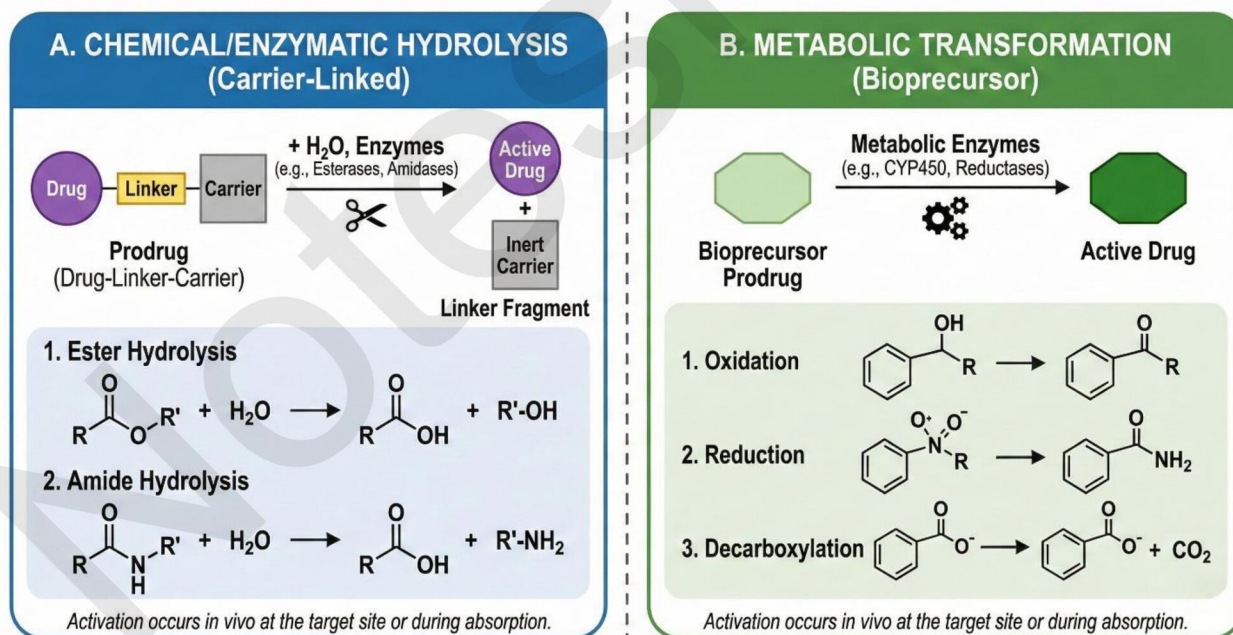 A. CHEMICAL/ENZYMATIC HYDROLYSIS
(Carrier-Linked)
Drug
Linker
Carrier
+ H₂O, Enzymes
(e.g., Esterases, Amidases)
Active
Drug
+
Inert
Carrier
Prodrug
(Drug-Linker-Carrier)
Linker Fragment
1. Ester Hydrolysis
O
R O R' + H₂O
O
R OH + R'-OH
2. Amide Hydrolysis
O
R N R' + H₂O
H
O
R OH + R'-NH₂
Activation occurs in vivo at the target site or during absorption.
B. METABOLIC TRANSFORMATION
(Bioprecursor)
Metabolic Enzymes
(e.g., CYP450, Reductases)
Bioprecursor
Prodrug
Active Drug
1. Oxidation
OH
R
O
R
2. Reduction
O⁺ O⁻
N
R
O
NH₂
3. Decarboxylation
O
O⁻
O
O⁻ + CO₂
Activation occurs in vivo at the target site or during absorption.
Notes